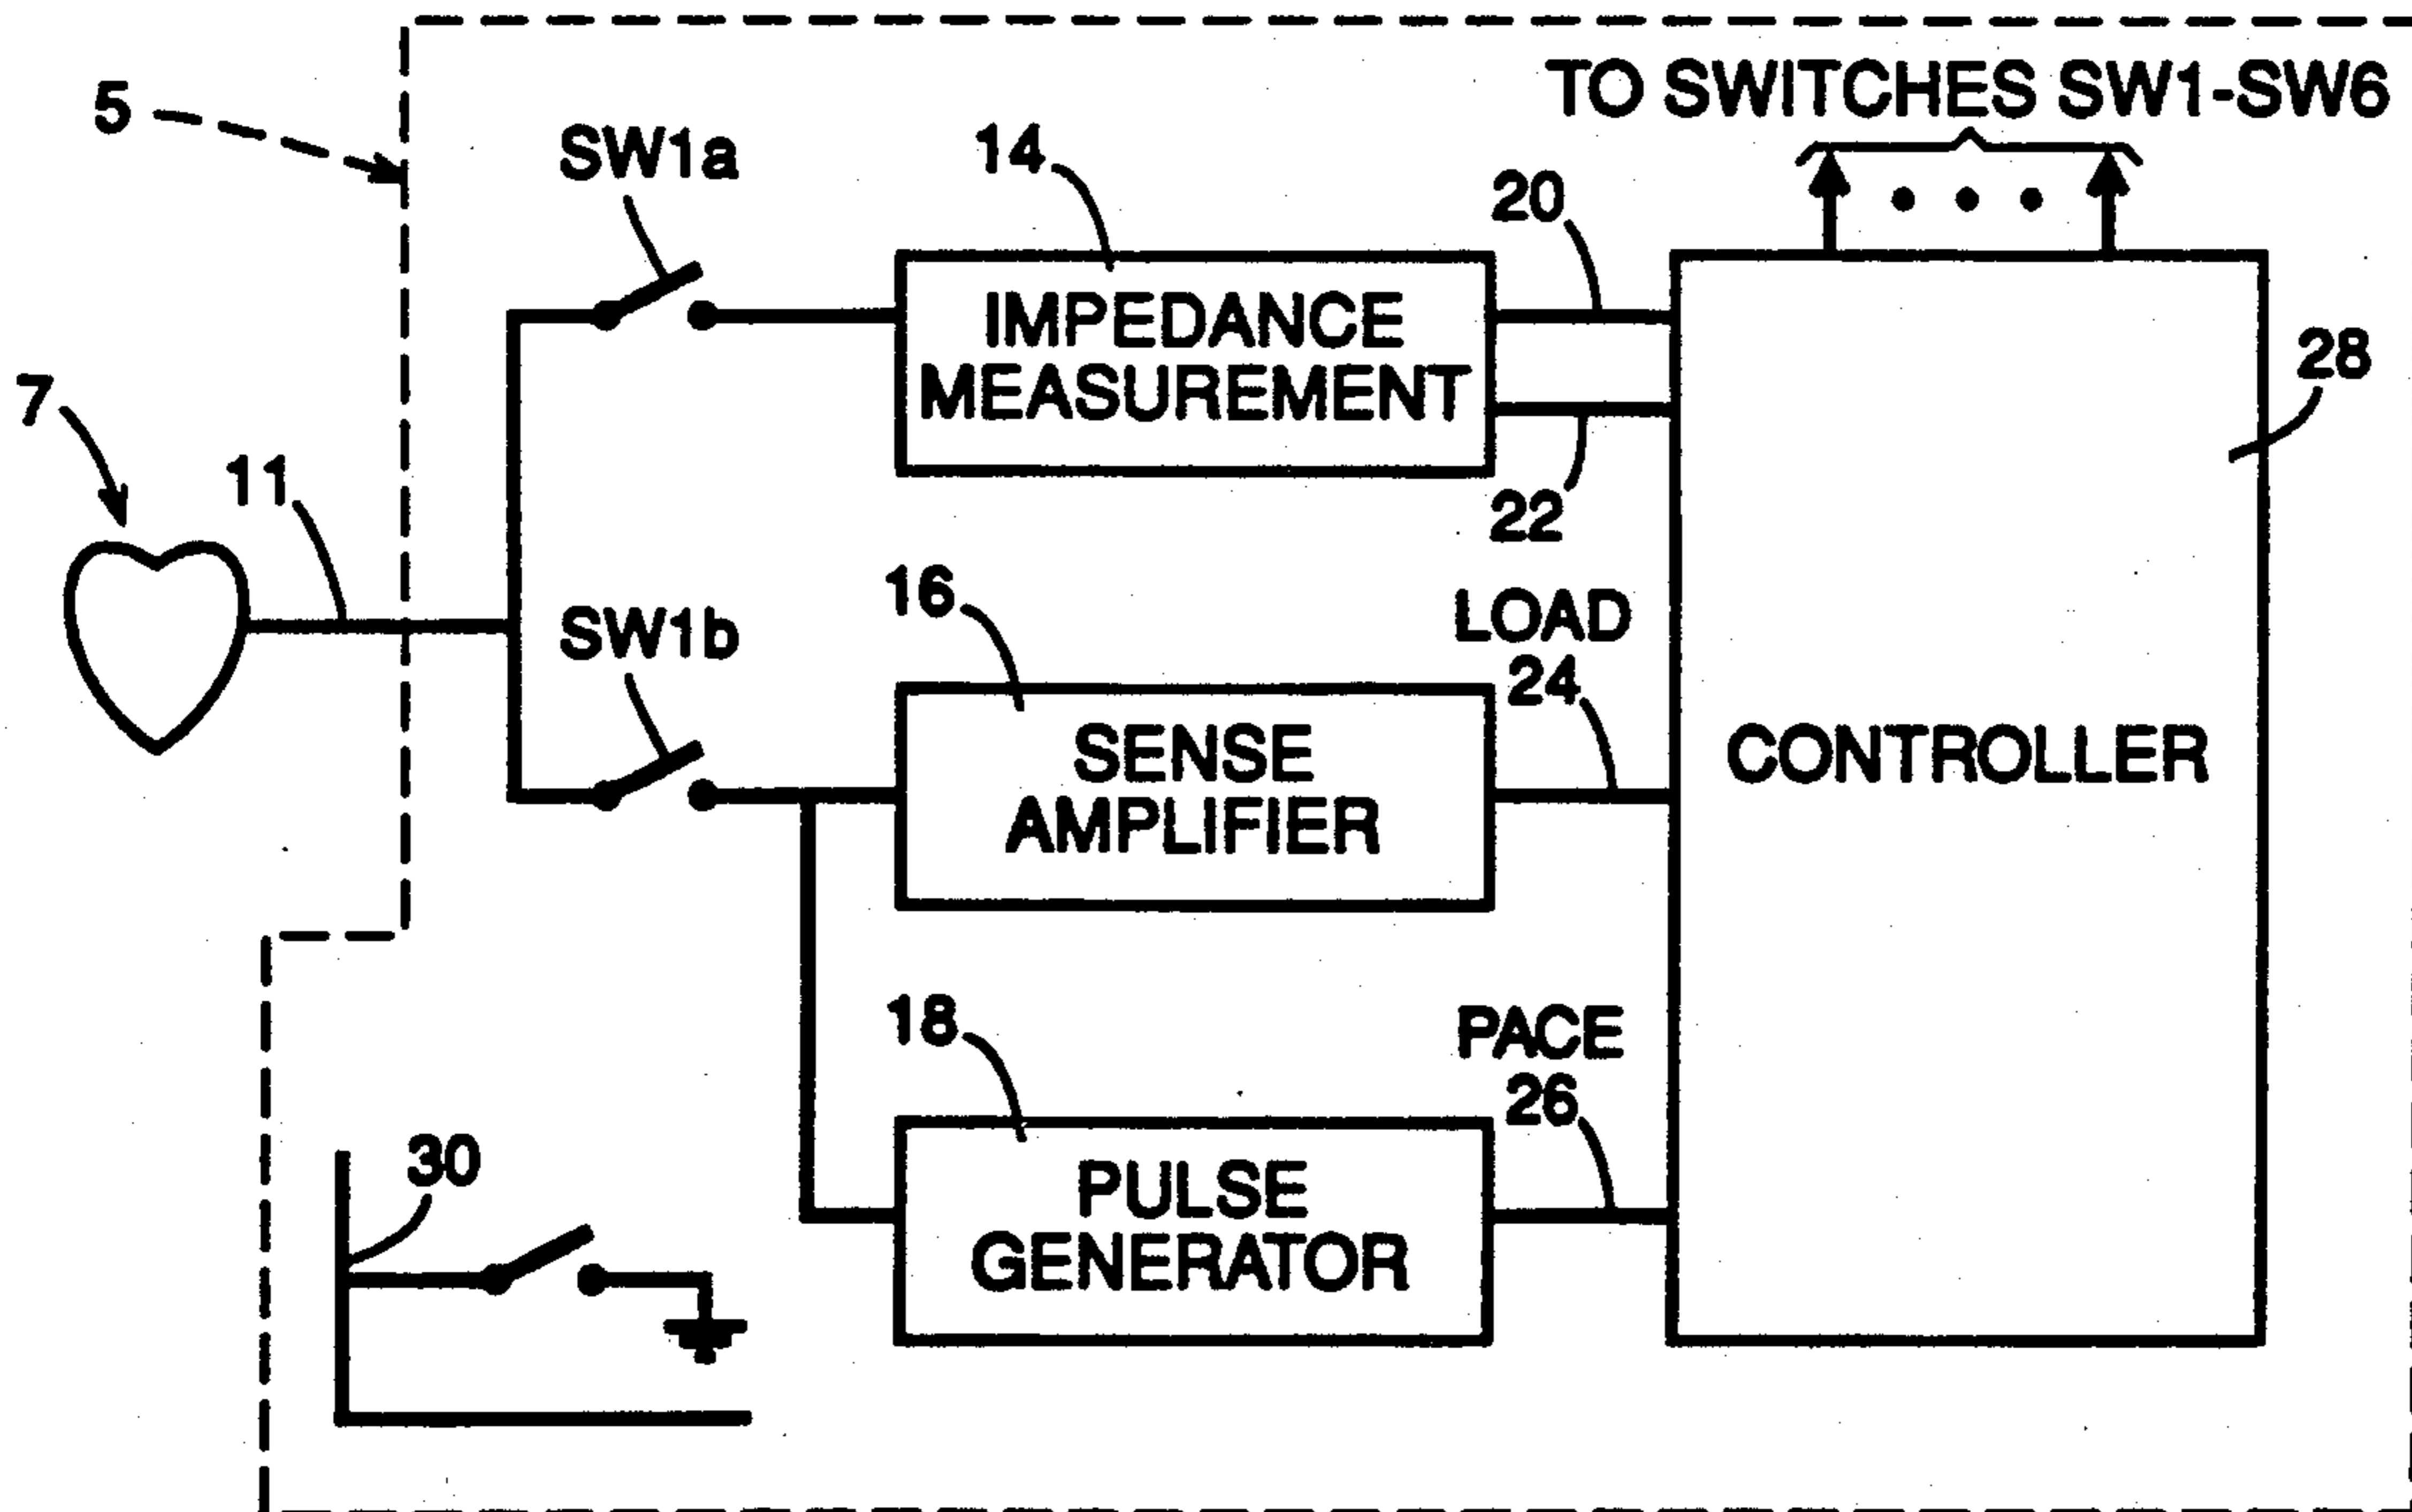 TO SWITCHES SW1-SW6
5
SW1a
14
20
IMPEDANCE
MEASUREMENT
28
7
11
22
16
LOAD
24
SW1b
SENSE
AMPLIFIER
CONTROLLER
18
PACE
26
30
PULSE
GENERATOR